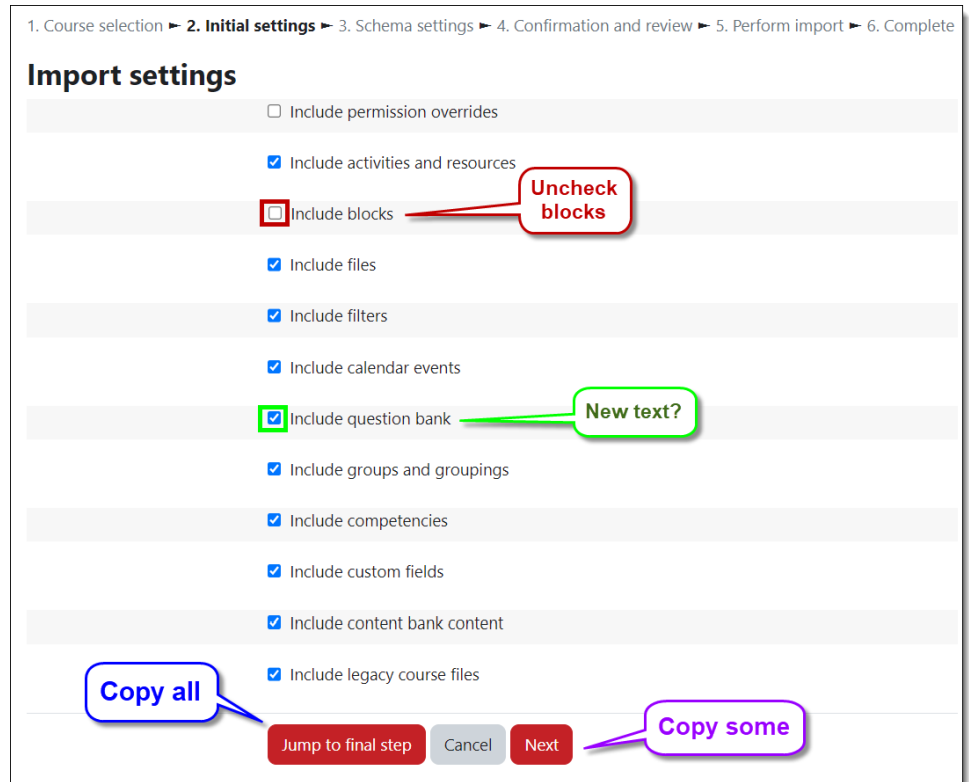 1. Course selection ► 2. Initial settings ► 3. Schema settings ► 4. Confirmation and review ► 5. Perform import ► 6. Complete
Import settings
Include permission overrides
Include activities and resources
Uncheck
blocks
Include blocks
Include files
Include filters
Include calendar events
Include question bank
New text?
Include groups and groupings
Include competencies
Include custom fields
Include content bank content
Include legacy course files
Copy all
Copy some
Jump to final step
Cancel
Next